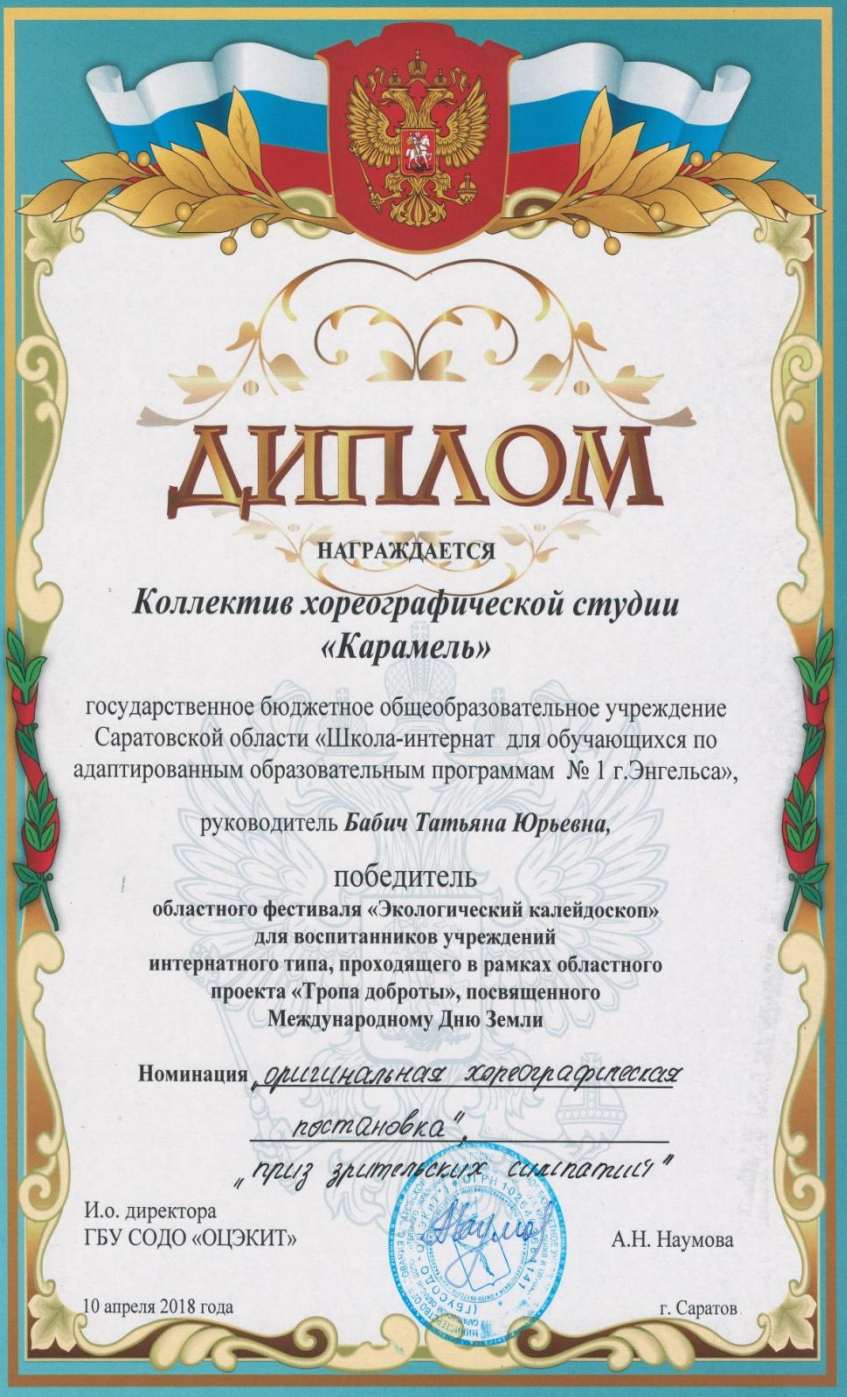 ДИПЛОМ
НАГРАЖДАЕТСЯ
Коллектив хореографической студии
«Карамель»
государственное бюджетное общеобразовательное учреждение
Саратовской области «Школа-интернат для обучающихся по
адаптированным образовательным программам № 1 г.Энгельса»,
руководитель Бабич Татьяна Юрьевна,
победитель
областного фестиваля «Экологический калейдоскоп»
для воспитанников учреждений
интернатного типа, проходящего в рамках областного
проекта «Тропа доброты», посвященного
Международному Дню Земли
Номинация „оригинальная хореографическая
постановка",
„приз зрительских симпатий"
И.о. директора
ГБУ СОДО «ОЦЭКИТ»
А.Н. Наумова
10 апреля 2018 года
г. Саратов